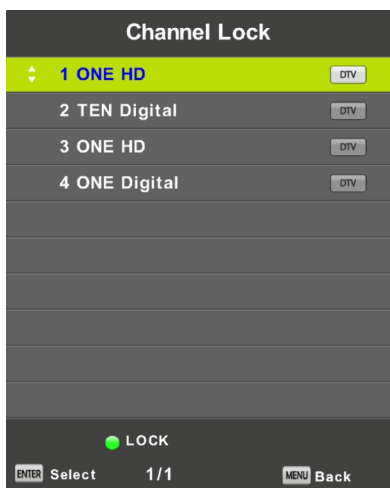 Channel Lock
1 ONE HD DTV
2 TEN Digital DTV
3 ONE HD DTV
4 ONE Digital DTV
LOCK
ENTER Select 1/1 MENU Back